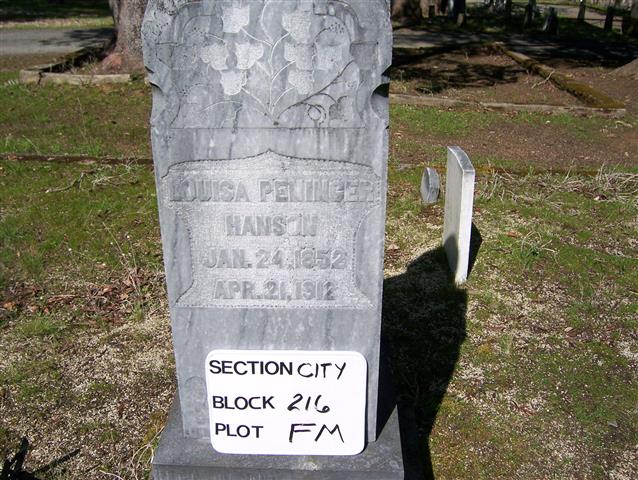 LOUISA PENINGER
HANSON
JAN. 24, 1852
APR. 21, 1912
SECTION CITY
BLOCK 216
PLOT FM